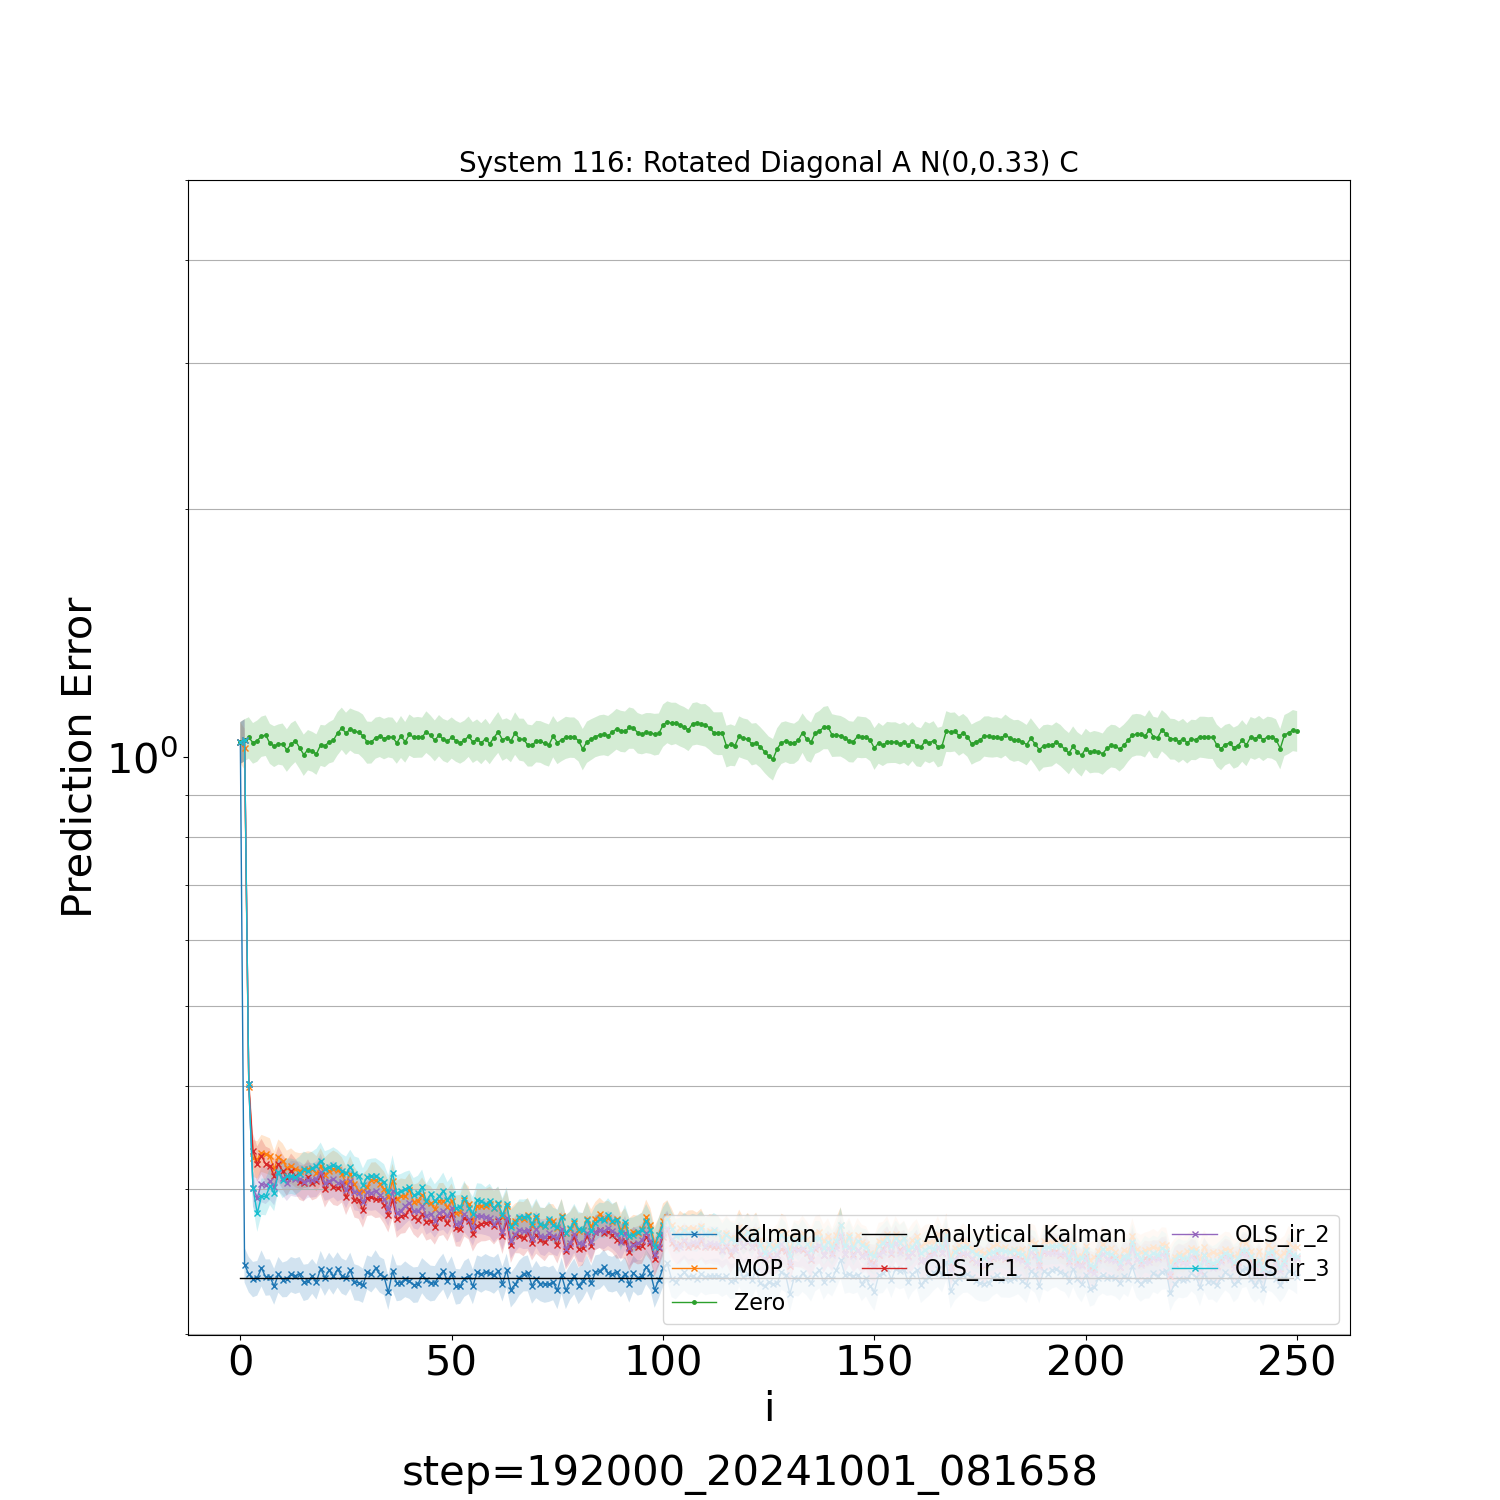 System 116: Rotated Diagonal A N(0,0.33) C
Prediction Error
10⁰
Kalman
MOP
Zero
Analytical_Kalman
OLS_ir_1
OLS_ir_2
OLS_ir_3
0 50 100 150 200 250
i
step=192000_20241001_081658